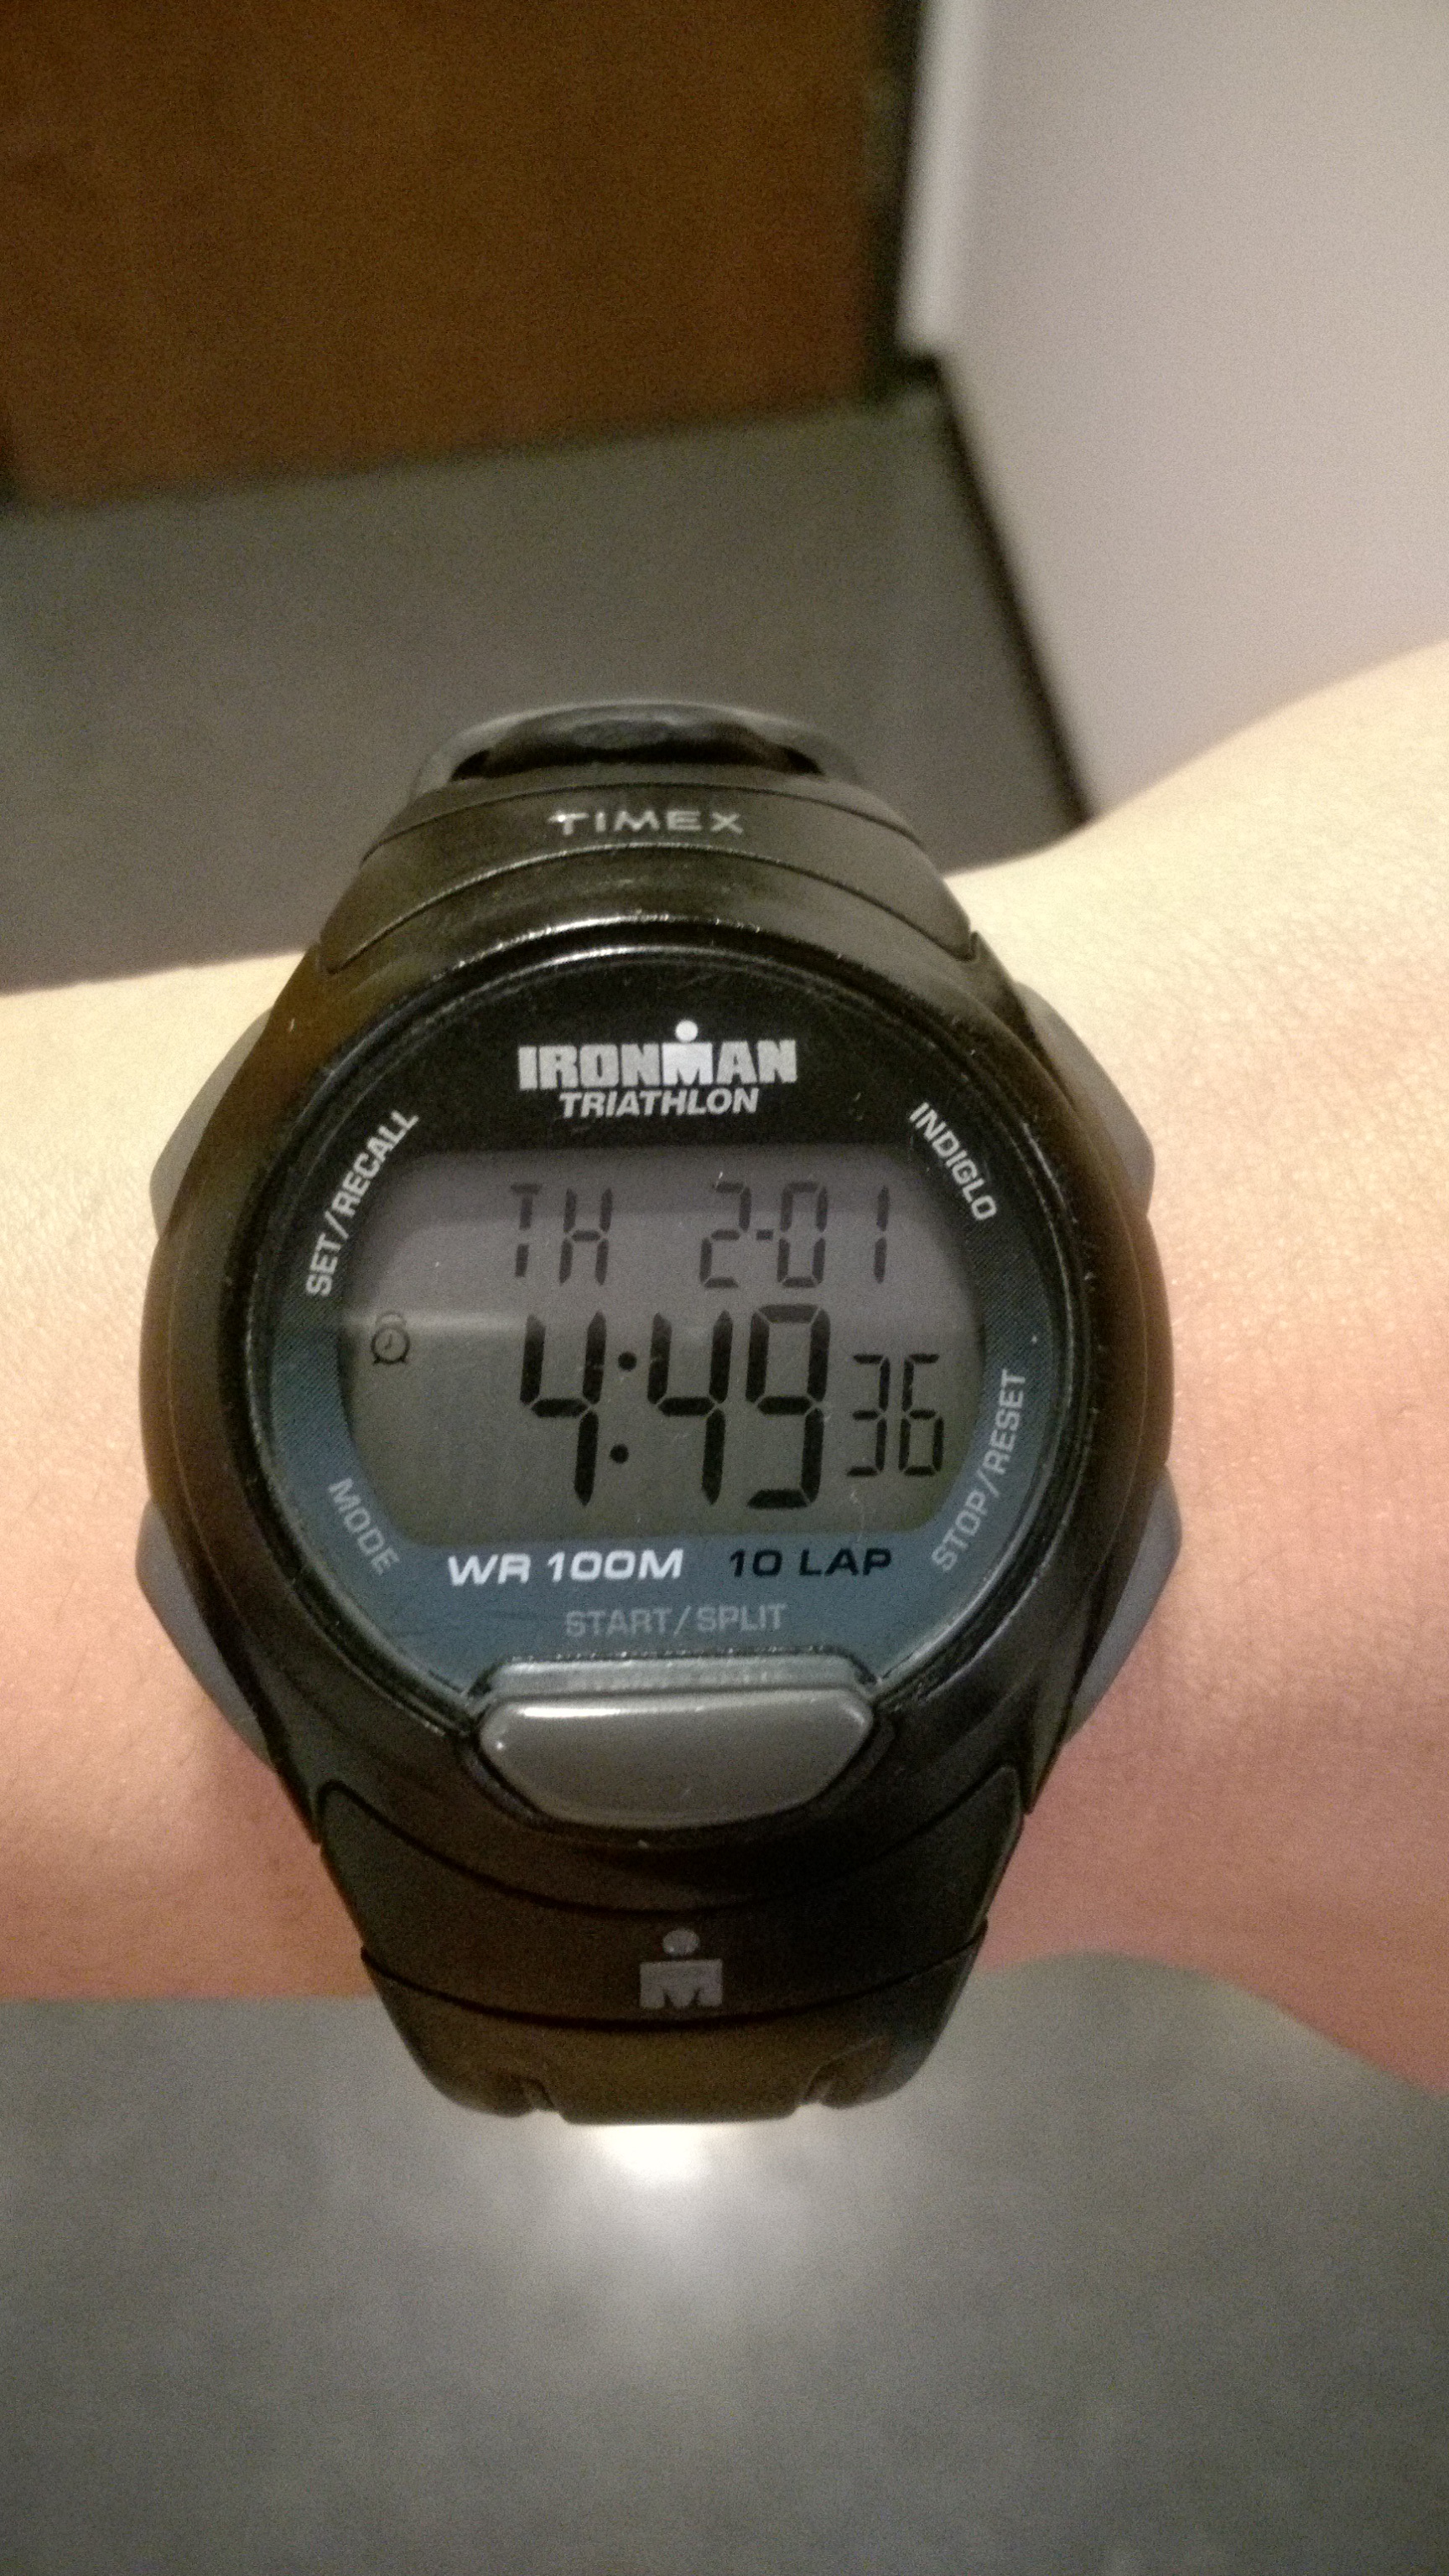 TIMEX
IRONMAN
TRIATHLON
SET/RECALL
INDIGLO
TH 2-01
4:49 36
MODE
STOP/RESET
WR 100M 10 LAP
START/SPLIT